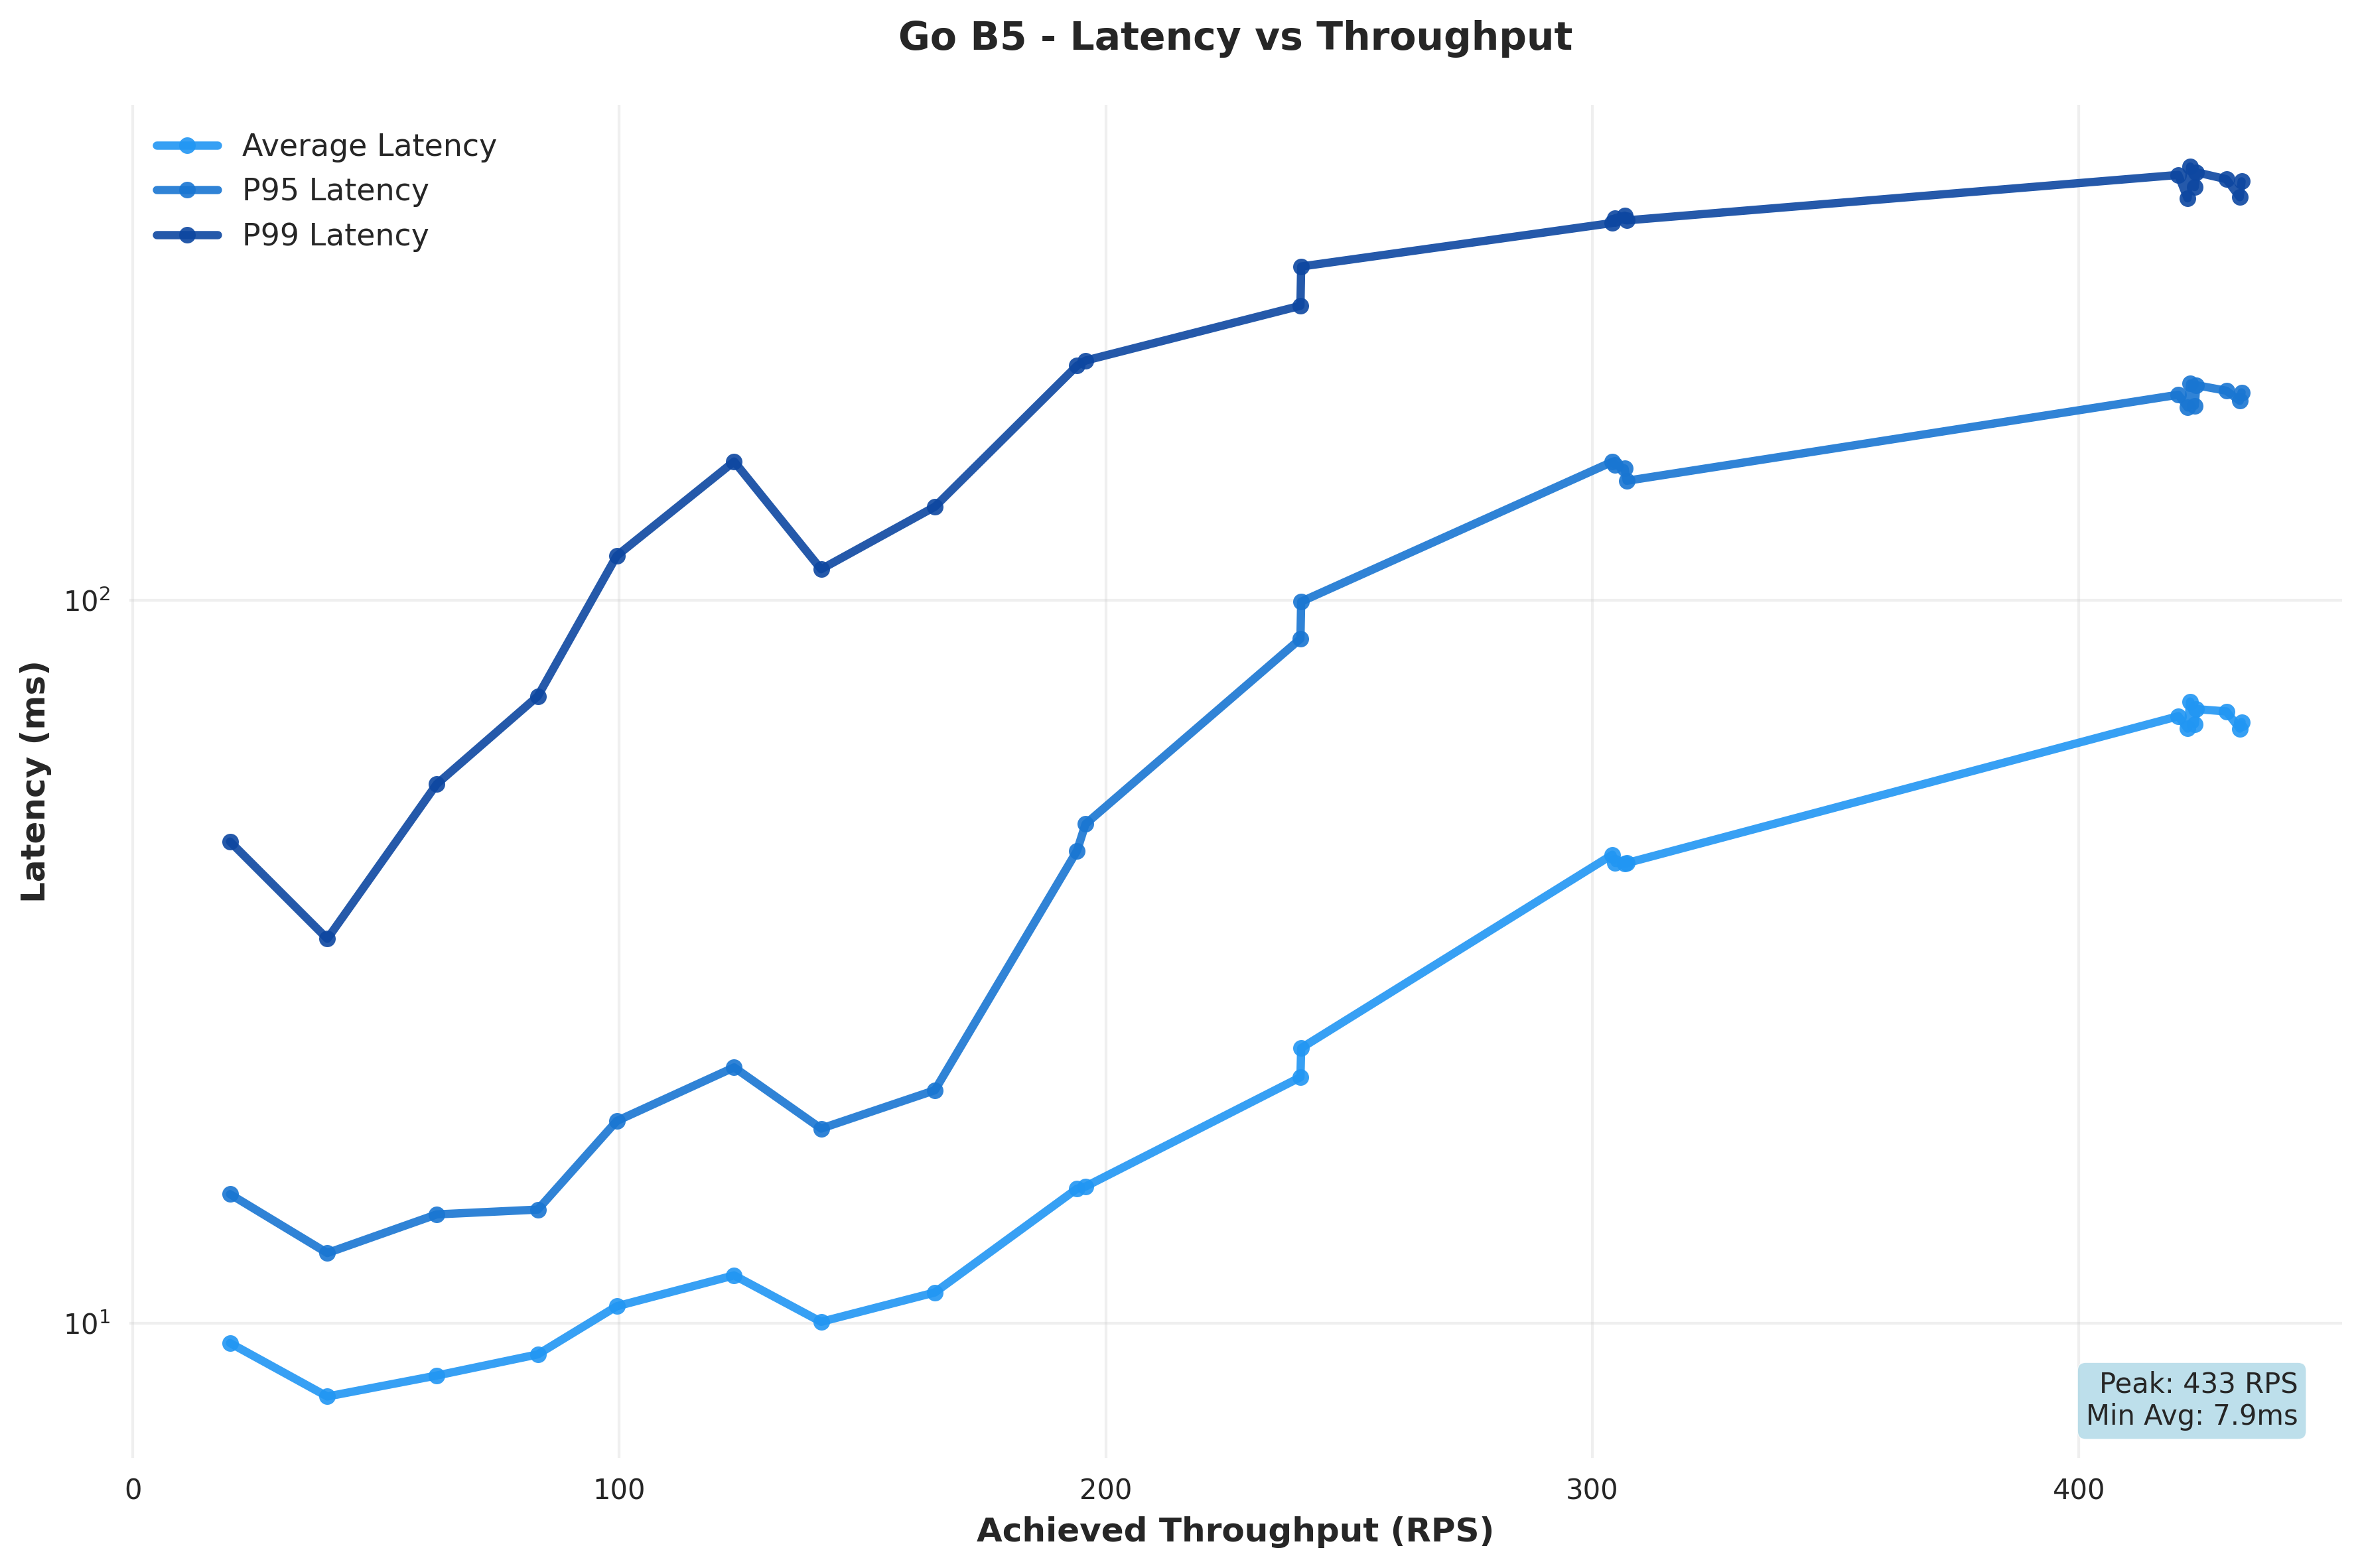 Go B5 - Latency vs Throughput
Average Latency
P95 Latency
P99 Latency
Latency (ms)
10²
10¹
Peak: 433 RPS
Min Avg: 7.9ms
0 100 200 300 400
Achieved Throughput (RPS)